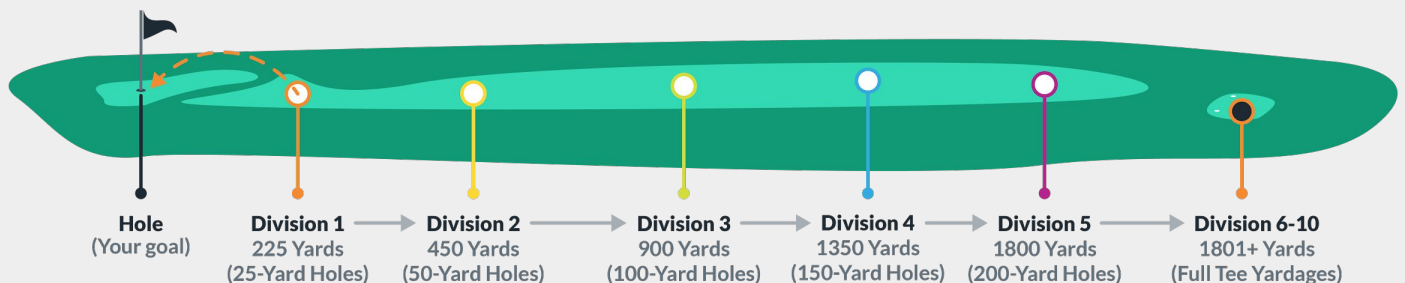 Hole
(Your goal)
Division 1
225 Yards
(25-Yard Holes)
Division 2
450 Yards
(50-Yard Holes)
Division 3
900 Yards
(100-Yard Holes)
Division 4
1350 Yards
(150-Yard Holes)
Division 5
1800 Yards
(200-Yard Holes)
Division 6-10
1801+ Yards
(Full Tee Yardages)